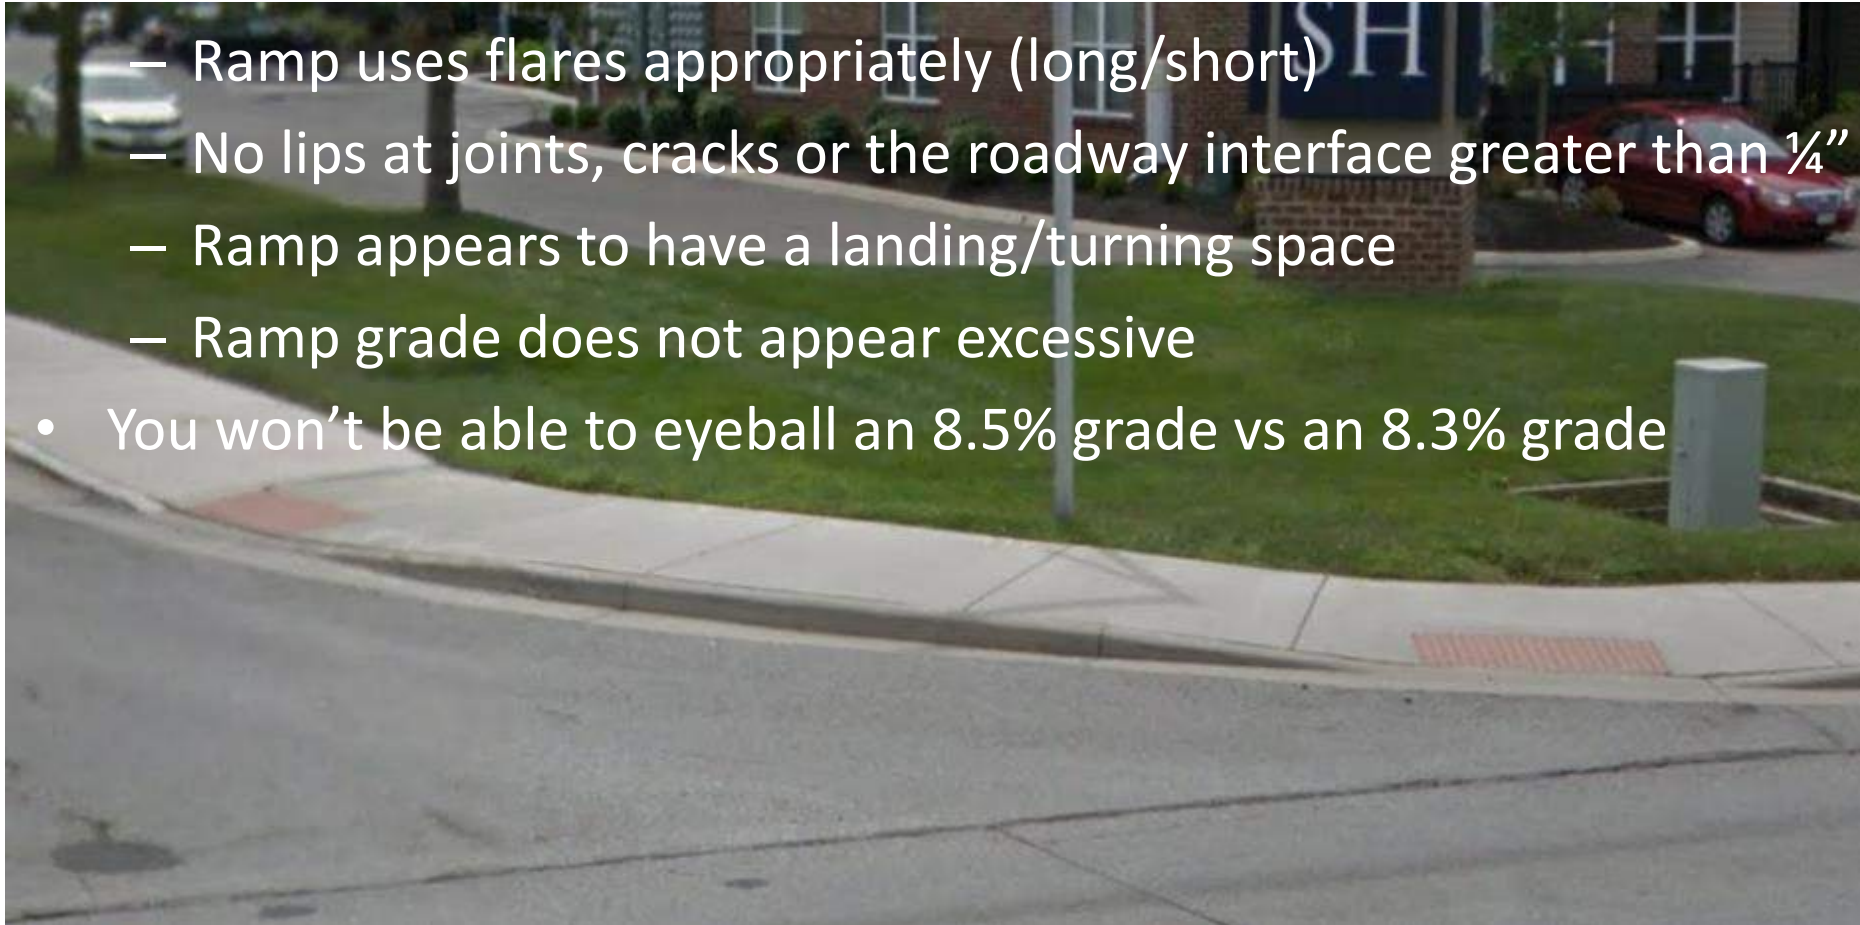 – Ramp uses flares appropriately (long/short)
SH
– No lips at joints, cracks or the roadway interface greater than ¼”
– Ramp appears to have a landing/turning space
– Ramp grade does not appear excessive
• You won’t be able to eyeball an 8.5% grade vs an 8.3% grade